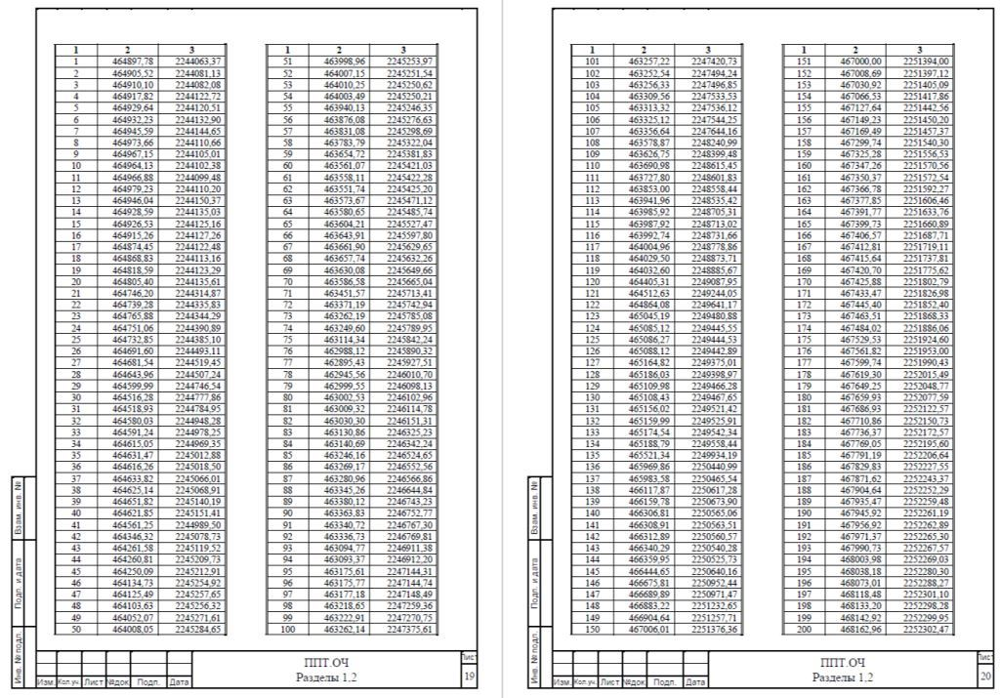 1 2 3
1 464897,78 2244063,37
2 464905,52 2244081,13
3 464910,10 2244082,08
4 464917,82 2244122,72
5 464929,64 2244120,51
6 464932,23 2244132,90
7 464945,59 2244144,65
8 464973,66 2244110,66
9 464967,15 2244105,01
10 464964,13 2244102,38
11 464966,88 2244099,48
12 464979,23 2244110,20
13 464946,04 2244150,37
14 464928,59 2244135,03
15 464926,53 2244125,16
16 464915,26 2244127,26
17 464874,45 2244122,48
18 464868,83 2244113,16
19 464818,59 2244123,29
20 464805,40 2244135,61
21 464746,20 2244314,87
22 464739,28 2244335,83
23 464765,88 2244344,29
24 464751,06 2244390,89
25 464732,85 2244385,10
26 464691,60 2244493,11
27 464681,54 2244519,45
28 464643,96 2244507,24
29 464599,99 2244746,54
30 464516,28 2244777,86
31 464518,93 2244784,95
32 464580,03 2244948,28
33 464591,24 2244978,25
34 464615,05 2244969,35
35 464631,47 2245012,88
36 464616,26 2245018,50
37 464633,82 2245066,01
38 464625,14 2245068,91
39 464651,82 2245140,19
40 464621,85 2245151,41
41 464561,25 2244989,50
42 464346,32 2245078,73
43 464261,58 2245119,52
44 464260,81 2245209,73
45 464250,09 2245212,91
46 464134,73 2245254,92
47 464125,49 2245257,65
48 464103,63 2245256,32
49 464052,07 2245271,61
50 464008,05 2245284,65
1 2 3
51 463998,96 2245253,97
52 464007,15 2245251,54
53 464010,25 2245250,62
54 464003,49 2245250,21
55 463940,13 2245246,35
56 463876,08 2245276,63
57 463831,08 2245298,69
58 463783,79 2245322,04
59 463654,72 2245381,83
60 463561,07 2245421,03
61 463558,11 2245422,28
62 463551,74 2245425,20
63 463573,67 2245471,12
64 463580,65 2245485,74
65 463604,21 2245527,47
66 463643,91 2245597,80
67 463661,90 2245629,65
68 463657,74 2245632,26
69 463630,08 2245649,66
70 463586,58 2245665,04
71 463451,57 2245713,41
72 463371,19 2245742,94
73 463262,19 2245785,08
74 463249,60 2245789,95
75 463114,34 2245842,24
76 462988,12 2245890,32
77 462895,43 2245927,51
78 462945,56 2246010,70
79 462999,55 2246098,13
80 463002,53 2246102,96
81 463009,32 2246114,78
82 463030,30 2246151,31
83 463130,86 2246325,23
84 463140,69 2246342,24
85 463246,16 2246524,65
86 463269,17 2246552,56
87 463280,96 2246566,86
88 463345,26 2246644,84
89 463380,12 2246743,23
90 463363,83 2246752,77
91 463340,72 2246767,30
92 463336,73 2246769,81
93 463094,77 2246911,38
94 463093,37 2246912,20
95 463175,61 2247144,31
96 463175,77 2247144,74
97 463177,18 2247148,49
98 463218,65 2247259,36
99 463222,91 2247270,75
100 463262,14 2247375,61
Взам. инв. №
Подп. и дата
Инв. № подл.
Изм. Кол.уч. Лист №док Подп. Дата
ППТ.ОЧ
Разделы 1,2
Лист
19
1 2 3
101 463257,22 2247420,73
102 463252,54 2247494,24
103 463256,33 2247496,85
104 463309,56 2247533,53
105 463313,32 2247536,12
106 463325,12 2247544,25
107 463356,64 2247644,16
108 463578,87 2248240,99
109 463626,75 2248399,48
110 463690,98 2248615,45
111 463727,80 2248601,83
112 463853,00 2248558,44
113 463941,96 2248535,42
114 463985,92 2248705,31
115 463987,92 2248713,02
116 463992,74 2248731,66
117 464004,96 2248778,86
118 464029,50 2248873,71
119 464032,60 2248885,67
120 464405,31 2249087,95
121 464512,63 2249244,05
122 464864,08 2249641,17
123 465045,19 2249480,88
124 465085,12 2249445,55
125 465086,27 2249444,53
126 465088,12 2249442,89
127 465164,82 2249375,01
128 465186,03 2249398,97
129 465109,98 2249466,28
130 465108,43 2249467,65
131 465156,02 2249521,42
132 465159,99 2249525,91
133 465174,54 2249542,34
134 465188,79 2249558,44
135 465521,34 2249934,19
136 465969,86 2250440,99
137 465983,58 2250465,54
138 466117,87 2250617,28
139 466159,78 2250673,90
140 466306,81 2250565,06
141 466308,91 2250563,51
142 466312,89 2250560,57
143 466340,29 2250540,28
144 466359,95 2250525,73
145 466444,65 2250640,16
146 466675,81 2250952,44
147 466689,89 2250971,47
148 466883,22 2251232,65
149 466904,64 2251257,71
150 467006,01 2251376,36
1 2 3
151 467000,00 2251394,00
152 467008,69 2251397,12
153 467030,92 2251405,09
154 467066,53 2251417,86
155 467127,64 2251442,56
156 467149,23 2251450,20
157 467169,49 2251457,37
158 467299,74 2251540,30
159 467325,28 2251556,53
160 467347,26 2251570,56
161 467350,37 2251572,54
162 467366,78 2251592,27
163 467377,85 2251606,46
164 467391,77 2251633,76
165 467399,73 2251660,89
166 467406,57 2251687,71
167 467412,81 2251719,11
168 467415,64 2251737,81
169 467420,70 2251775,62
170 467425,88 2251802,79
171 467433,47 2251826,98
172 467445,40 2251852,40
173 467463,51 2251868,33
174 467484,02 2251886,06
175 467529,53 2251924,60
176 467561,82 2251953,00
177 467599,74 2251990,43
178 467619,30 2252015,49
179 467649,25 2252048,77
180 467659,93 2252077,59
181 467686,93 2252122,57
182 467710,86 2252150,73
183 467736,37 2252172,57
184 467769,05 2252195,60
185 467791,19 2252206,64
186 467829,83 2252227,55
187 467871,62 2252243,37
188 467904,64 2252252,29
189 467935,47 2252259,48
190 467945,92 2252261,19
191 467956,92 2252262,89
192 467971,37 2252265,30
193 467990,73 2252267,57
194 468003,98 2252269,03
195 468038,18 2252280,30
196 468073,01 2252288,27
197 468118,48 2252301,10
198 468133,20 2252298,28
199 468142,92 2252299,95
200 468162,96 2252302,47
Взам. инв. №
Подп. и дата
Инв. № подл.
Изм. Кол.уч. Лист №док Подп. Дата
ППТ.ОЧ
Разделы 1,2
Лист
20